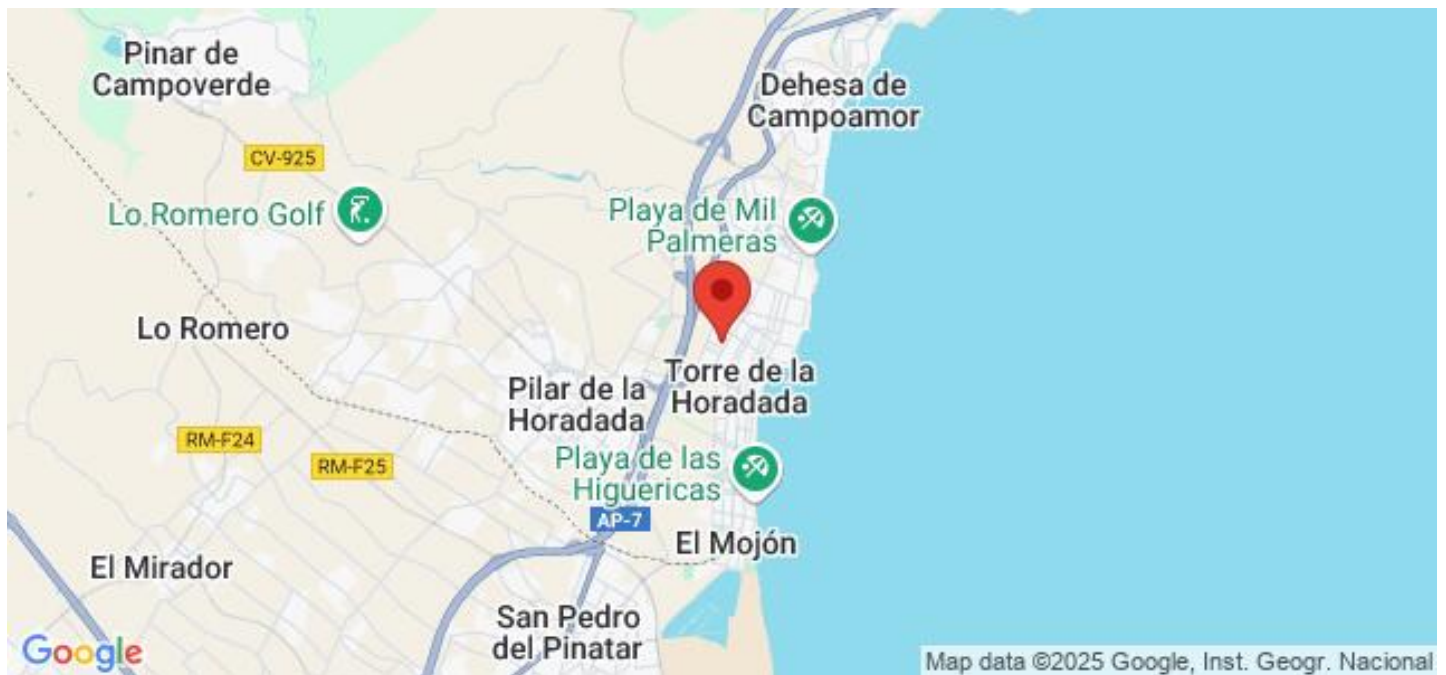 Pinar de
Campoverde
Dehesa de
Campoamor
CV-925
Lo Romero Golf
Playa de Mil
Palmeras
Lo Romero
Torre de la
Horadada
Pilar de la
Horadada
RM-F24
RM-F25
Playa de las
Higuericas
AP-7
El Mojón
El Mirador
San Pedro
del Pinatar
Google
Map data ©2025 Google, Inst. Geogr. Nacional